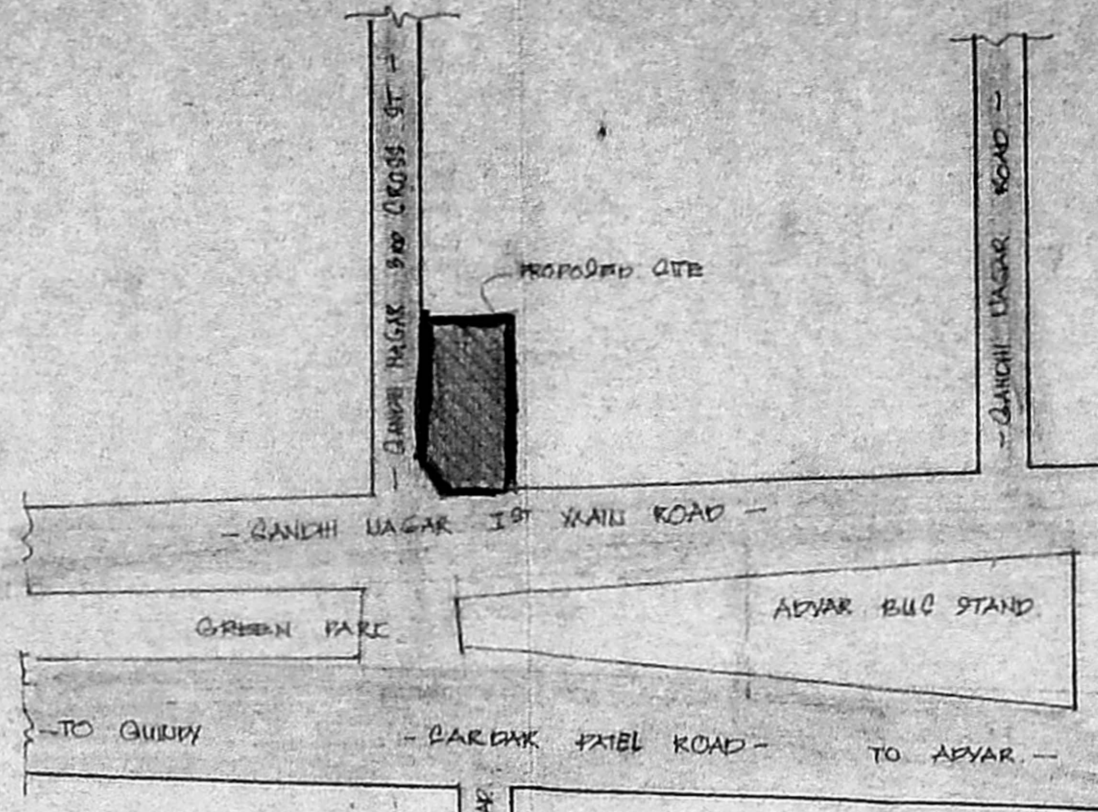 - GANDHI NAGAR 3RD CROSS ST -
- GANDHI NAGAR ROAD -
PROPOSED SITE
- GANDHI NAGAR IST MAIN ROAD -
GREEN PARK
ADYAR BUS STAND
- TO GUINDY
- SARDAR PATEL ROAD -
TO ADYAR -